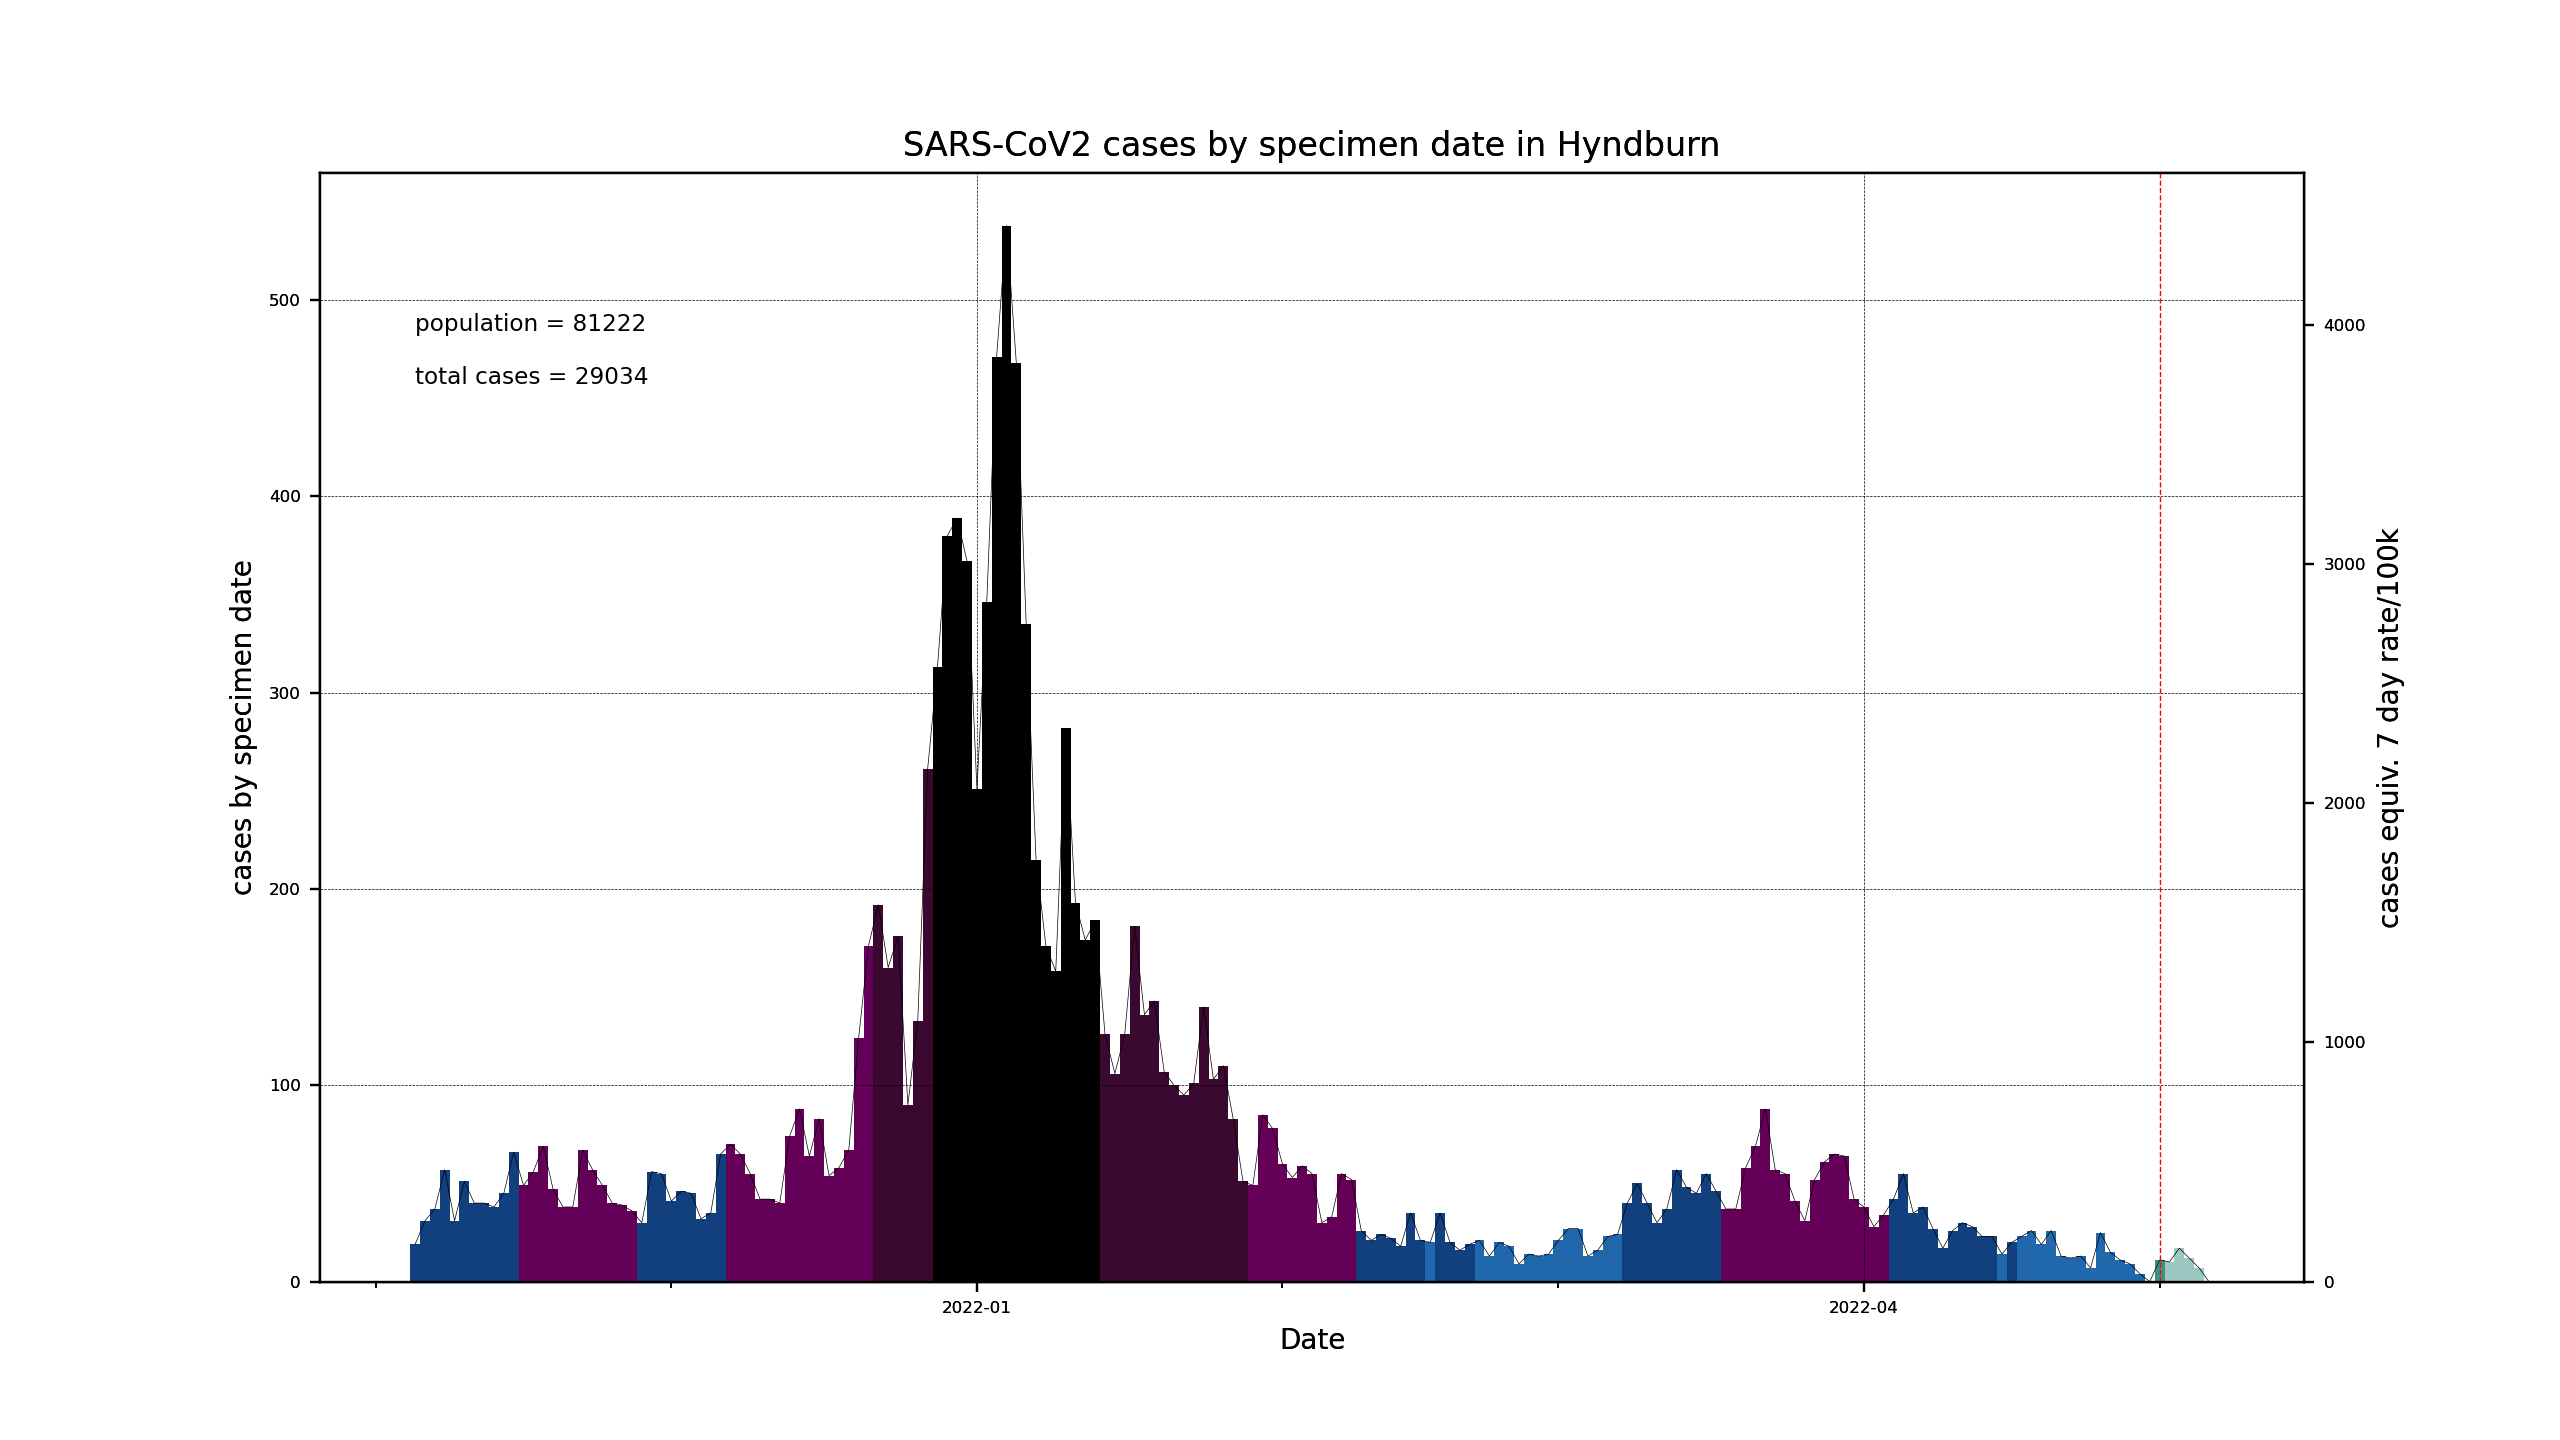 SARS-CoV2 cases by specimen date in Hyndburn
population = 81222
total cases = 29034
cases by specimen date
500
400
300
200
100
0
4000
3000
2000
1000
0
cases equiv. 7 day rate/100k
2022-01
2022-04
Date